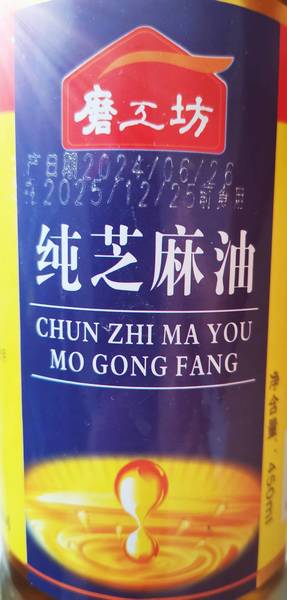 磨工坊
产日期2024/06/26
2025/12/25前食用
纯芝麻油
CHUN ZHI MA YOU
MO GONG FANG
净含量：450ml